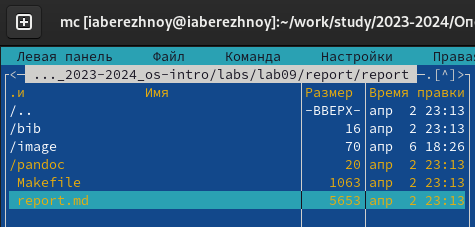 mc [iaberezhnoy@iaberezhnoy]:~/work/study/2023-2024/Оп
Левая панель Файл Команда Настройки Права
<— ..._2023-2024_os-intro/labs/lab09/report/report —.[^]>
.и Имя Размер Время правки
/.. -ВВЕРХ- апр 2 23:13
/bib 16 апр 2 23:13
/image 70 апр 6 18:26
/pandoc 20 апр 2 23:13
Makefile 1063 апр 2 23:13
report.md 5653 апр 2 23:13